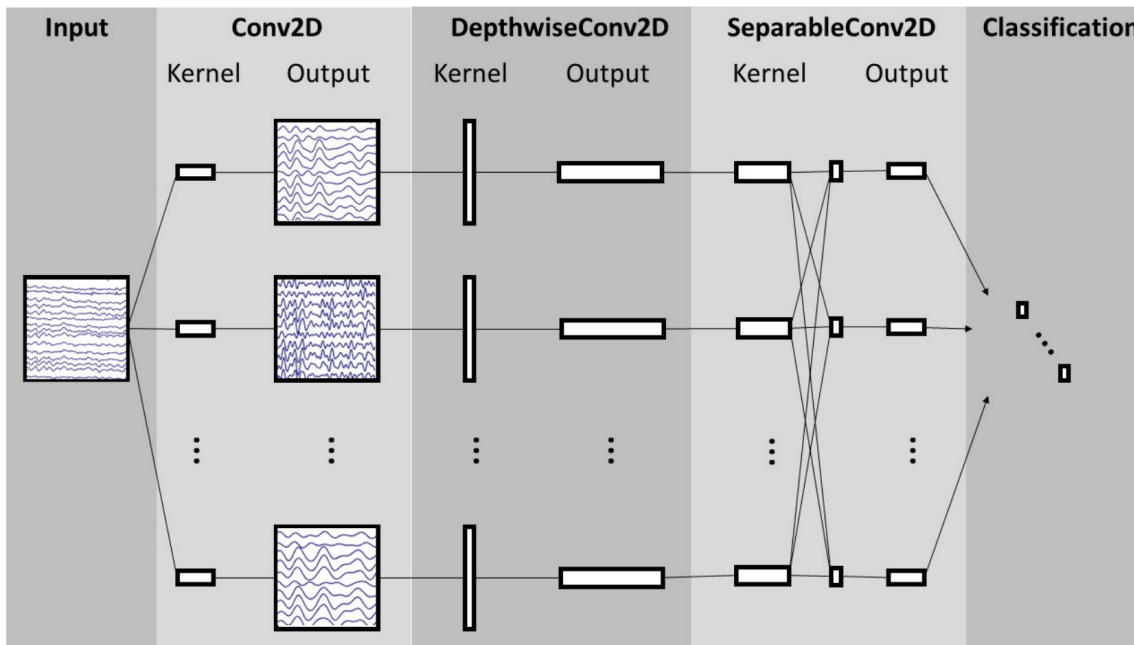 Input Conv2D DepthwiseConv2D SeparableConv2D Classification
Kernel Output Kernel Output Kernel Output